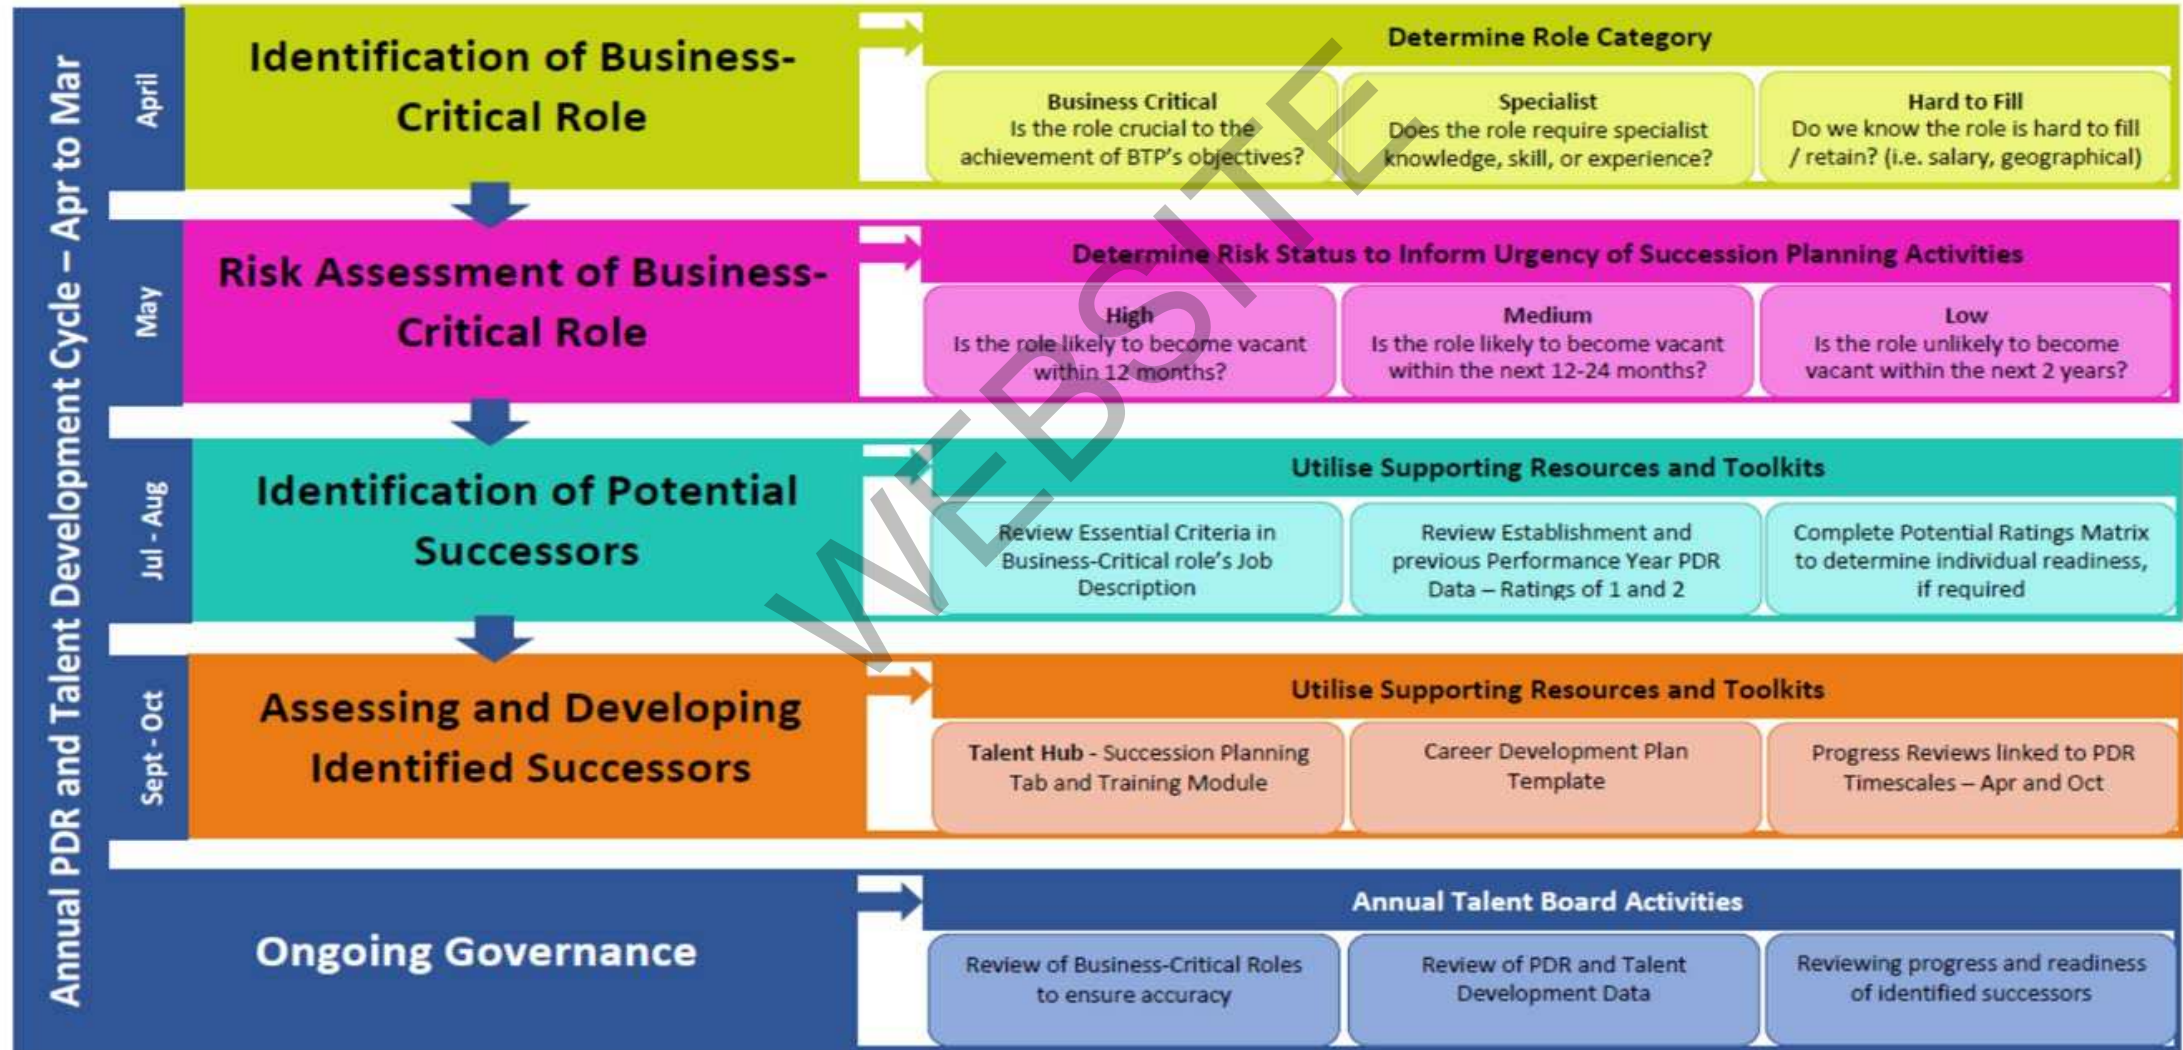 Annual PDR and Talent Development Cycle – Apr to Mar
April
Identification of Business-
Critical Role
Determine Role Category
Business Critical
Is the role crucial to the
achievement of BTP's objectives?
Specialist
Does the role require specialist
knowledge, skill, or experience?
Hard to Fill
Do we know the role is hard to fill
/ retain? (i.e. salary, geographical)
May
Risk Assessment of Business-
Critical Role
Determine Risk Status to Inform Urgency of Succession Planning Activities
High
Is the role likely to become vacant
within 12 months?
Medium
Is the role likely to become vacant
within the next 12-24 months?
Low
Is the role unlikely to become
vacant within the next 2 years?
Jul - Aug
Identification of Potential
Successors
Utilise Supporting Resources and Toolkits
Review Essential Criteria in
Business-Critical role's Job
Description
Review Establishment and
previous Performance Year PDR
Data – Ratings of 1 and 2
Complete Potential Ratings Matrix
to determine individual readiness,
if required
Sept - Oct
Assessing and Developing
Identified Successors
Utilise Supporting Resources and Toolkits
Talent Hub - Succession Planning
Tab and Training Module
Career Development Plan
Template
Progress Reviews linked to PDR
Timescales – Apr and Oct
Ongoing Governance
Annual Talent Board Activities
Review of Business-Critical Roles
to ensure accuracy
Review of PDR and Talent
Development Data
Reviewing progress and readiness
of identified successors
WEBSITE